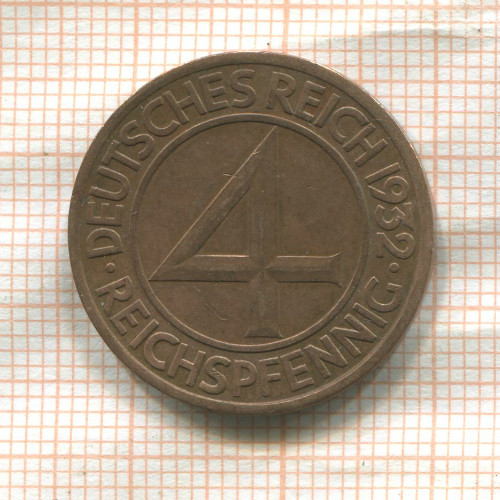 DEUTSCHES REICH 1932
4
· REICHSPFENNIG ·